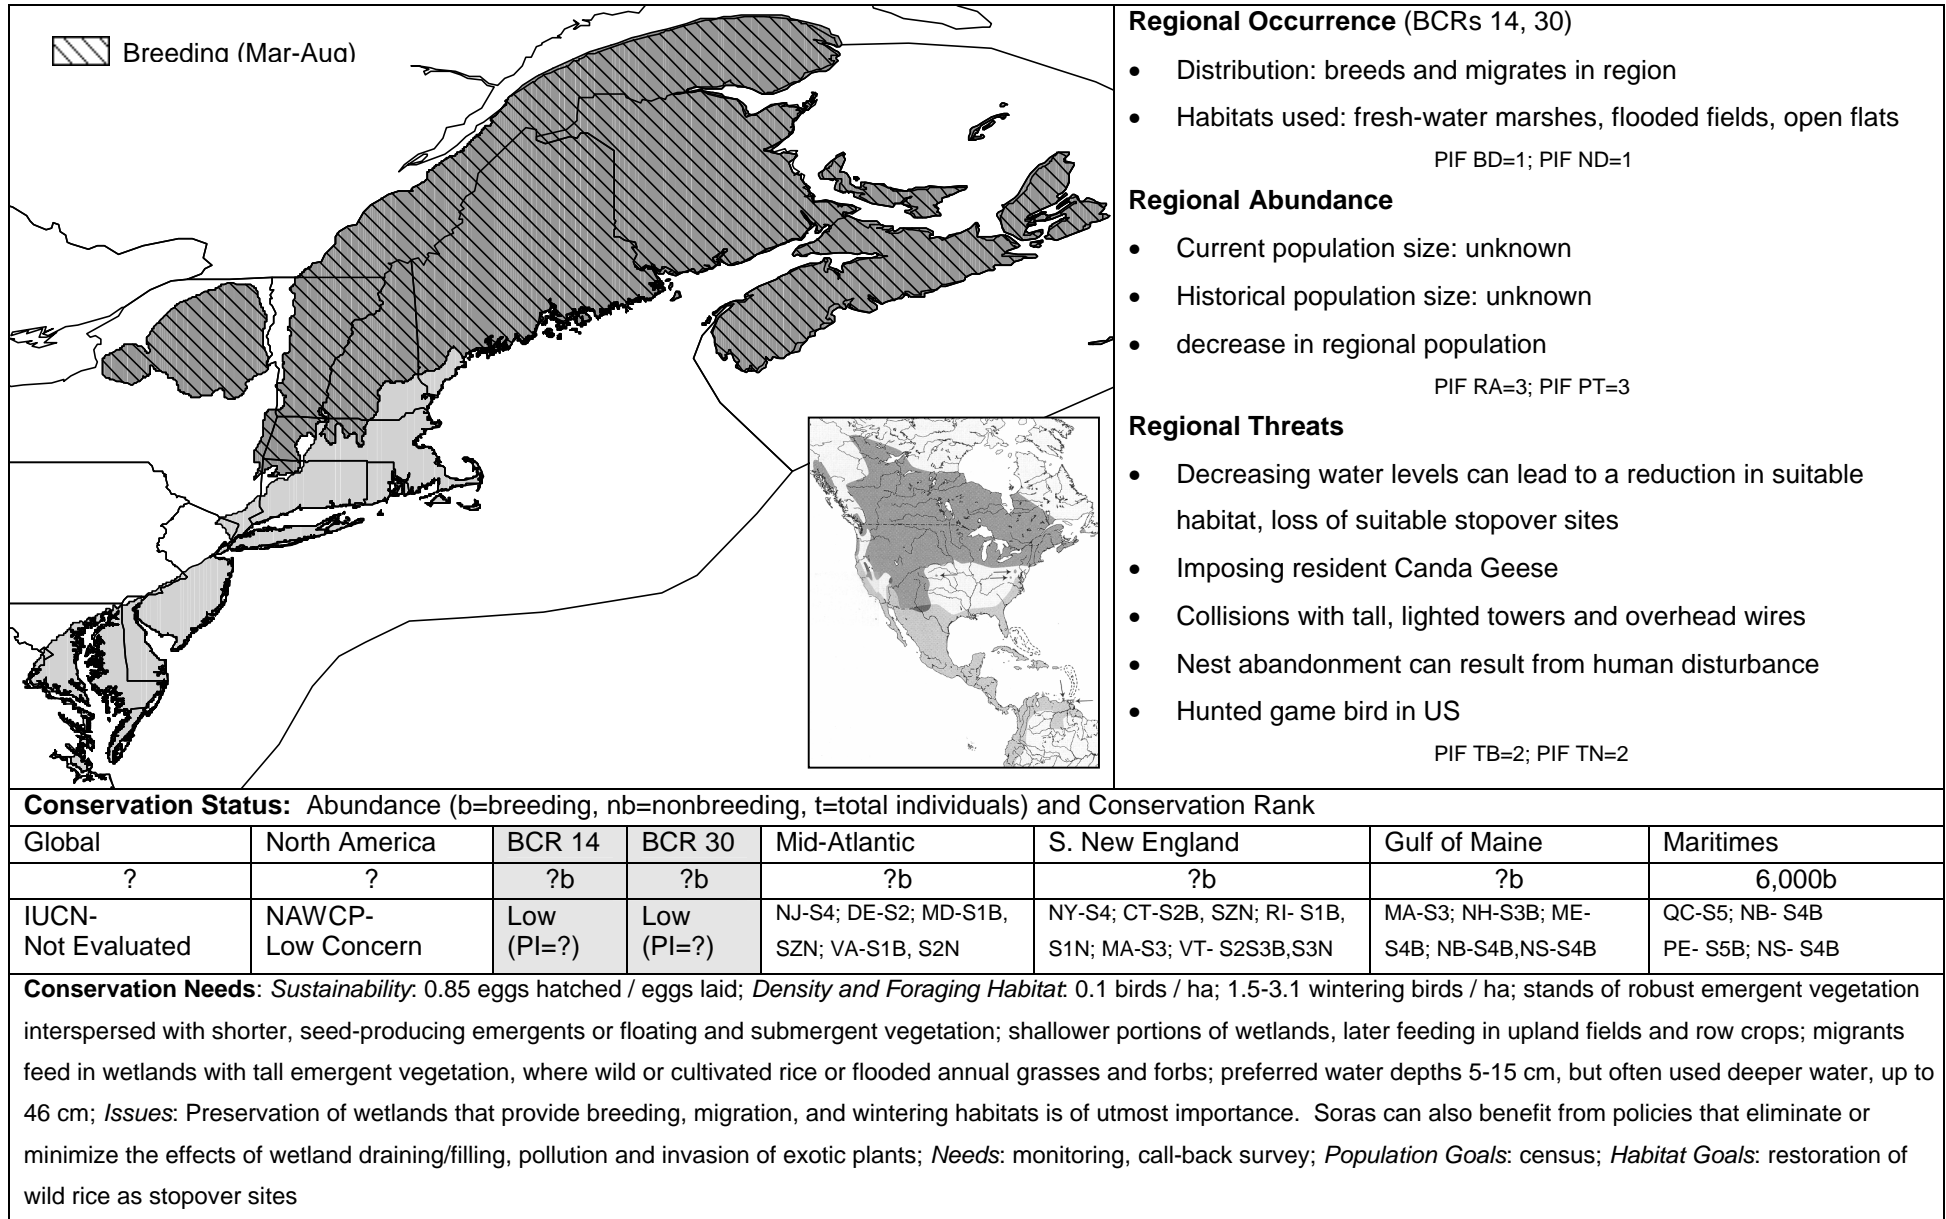 Breeding (Mar-Aug)
Regional Occurrence (BCRs 14, 30)
• Distribution: breeds and migrates in region
• Habitats used: fresh-water marshes, flooded fields, open flats
PIF BD=1; PIF ND=1
Regional Abundance
• Current population size: unknown
• Historical population size: unknown
• decrease in regional population
PIF RA=3; PIF PT=3
Regional Threats
• Decreasing water levels can lead to a reduction in suitable
habitat, loss of suitable stopover sites
• Imposing resident Canda Geese
• Collisions with tall, lighted towers and overhead wires
• Nest abandonment can result from human disturbance
• Hunted game bird in US
PIF TB=2; PIF TN=2
Conservation Status: Abundance (b=breeding, nb=nonbreeding, t=total individuals) and Conservation Rank
Global North America BCR 14 BCR 30 Mid-Atlantic S. New England Gulf of Maine Maritimes
? ? ?b ?b ?b ?b ?b 6,000b
IUCN- NAWCP- Low Low NJ-S4; DE-S2; MD-S1B, NY-S4; CT-S2B, SZN; RI- S1B, MA-S3; NH-S3B; ME- QC-S5; NB- S4B
Not Evaluated Low Concern (PI=?) (PI=?) SZN; VA-S1B, S2N S1N; MA-S3; VT- S2S3B,S3N S4B; NB-S4B,NS-S4B PE- S5B; NS- S4B
Conservation Needs: Sustainability: 0.85 eggs hatched / eggs laid; Density and Foraging Habitat: 0.1 birds / ha; 1.5-3.1 wintering birds / ha; stands of robust emergent vegetation
interspersed with shorter, seed-producing emergents or floating and submergent vegetation; shallower portions of wetlands, later feeding in upland fields and row crops; migrants
feed in wetlands with tall emergent vegetation, where wild or cultivated rice or flooded annual grasses and forbs; preferred water depths 5-15 cm, but often used deeper water, up to
46 cm; Issues: Preservation of wetlands that provide breeding, migration, and wintering habitats is of utmost importance. Soras can also benefit from policies that eliminate or
minimize the effects of wetland draining/filling, pollution and invasion of exotic plants; Needs: monitoring, call-back survey; Population Goals: census; Habitat Goals: restoration of
wild rice as stopover sites